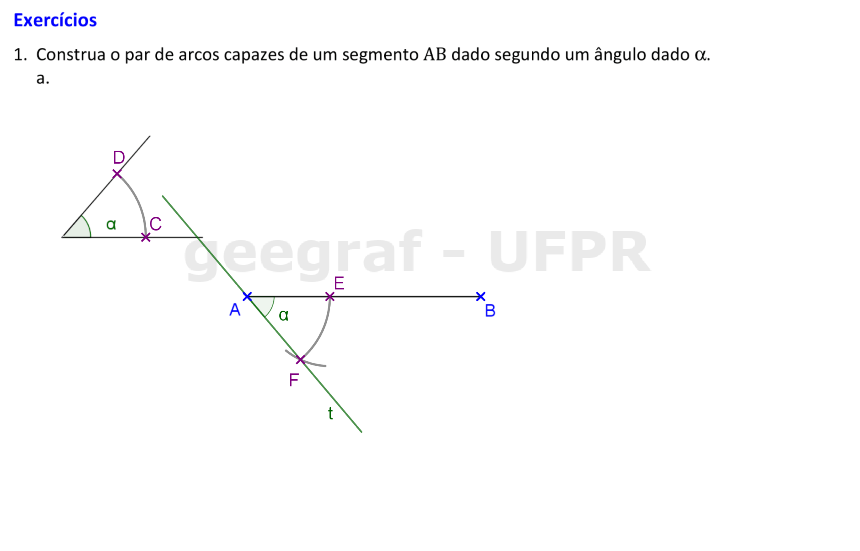 Exercícios
1. Construa o par de arcos capazes de um segmento AB dado segundo um ângulo dado α.
a.
D
α C
geegraf - UFPR
E
A α B
F
t